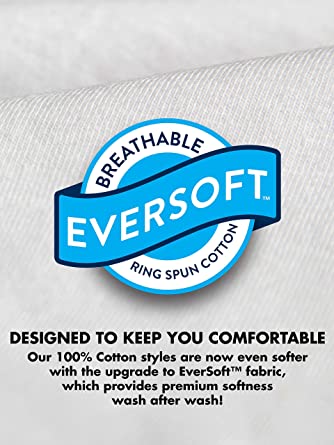 BREATHABLE
EVERSOFT™
RING SPUN COTTON
DESIGNED TO KEEP YOU COMFORTABLE
Our 100% Cotton styles are now even softer
with the upgrade to EverSoft™ fabric,
which provides premium softness
wash after wash!